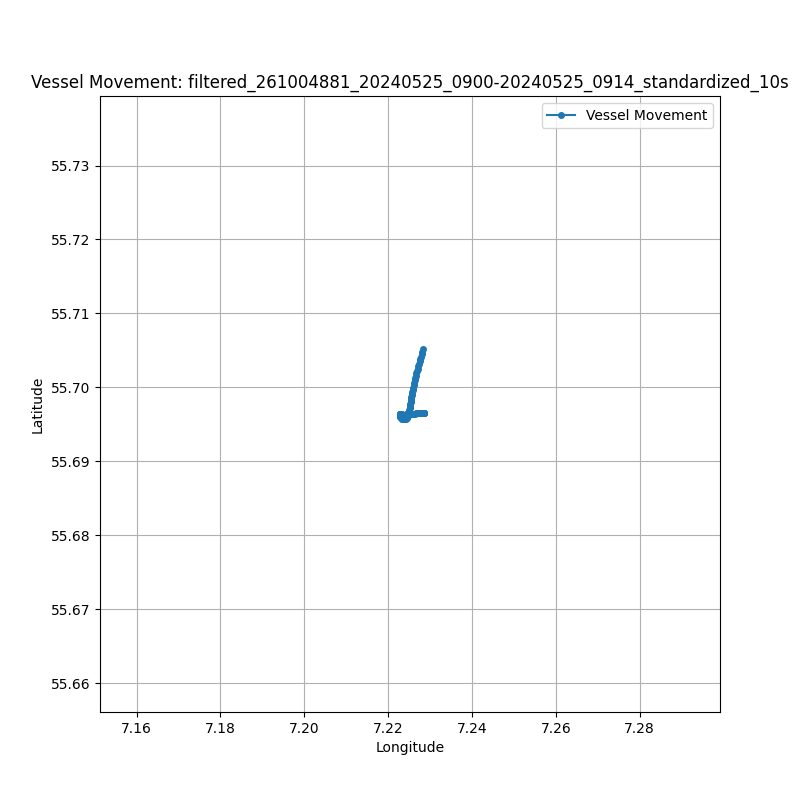 Vessel Movement: filtered_261004881_20240525_0900-20240525_0914_standardized_10s
Vessel Movement
55.73
55.72
55.71
55.70
55.69
55.68
55.67
55.66
Latitude
7.16 7.18 7.20 7.22 7.24 7.26 7.28
Longitude